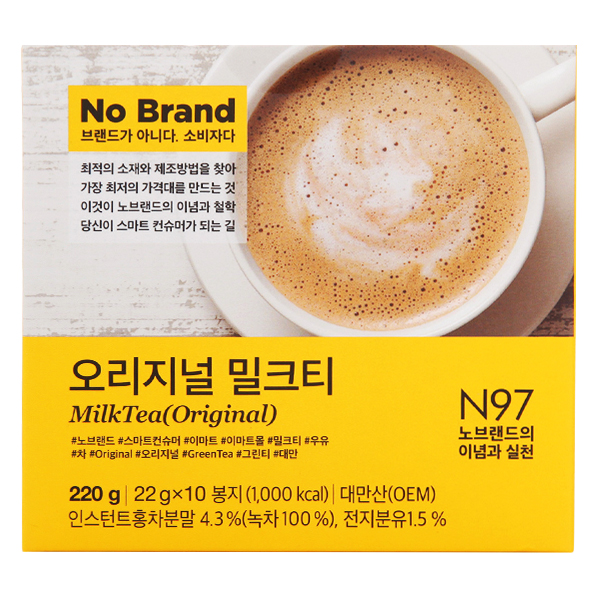 No Brand
브랜드가 아니다. 소비자다
최적의 소재와 제조방법을 찾아
가장 최저의 가격대를 만드는 것
이것이 노브랜드의 이념과 철학
당신이 스마트 컨슈머가 되는 길
오리지널 밀크티
MilkTea(Original)
#노브랜드 #스마트컨슈머 #이마트 #이마트몰 #밀크티 #우유
#차 #Original #오리지널 #GreenTea #그린티 #대만
N97
노브랜드의
이념과 실천
220 g | 22 g×10 봉지 (1,000 kcal) | 대만산(OEM)
인스턴트홍차분말 4.3 %(녹차 100 %), 전지분유1.5 %